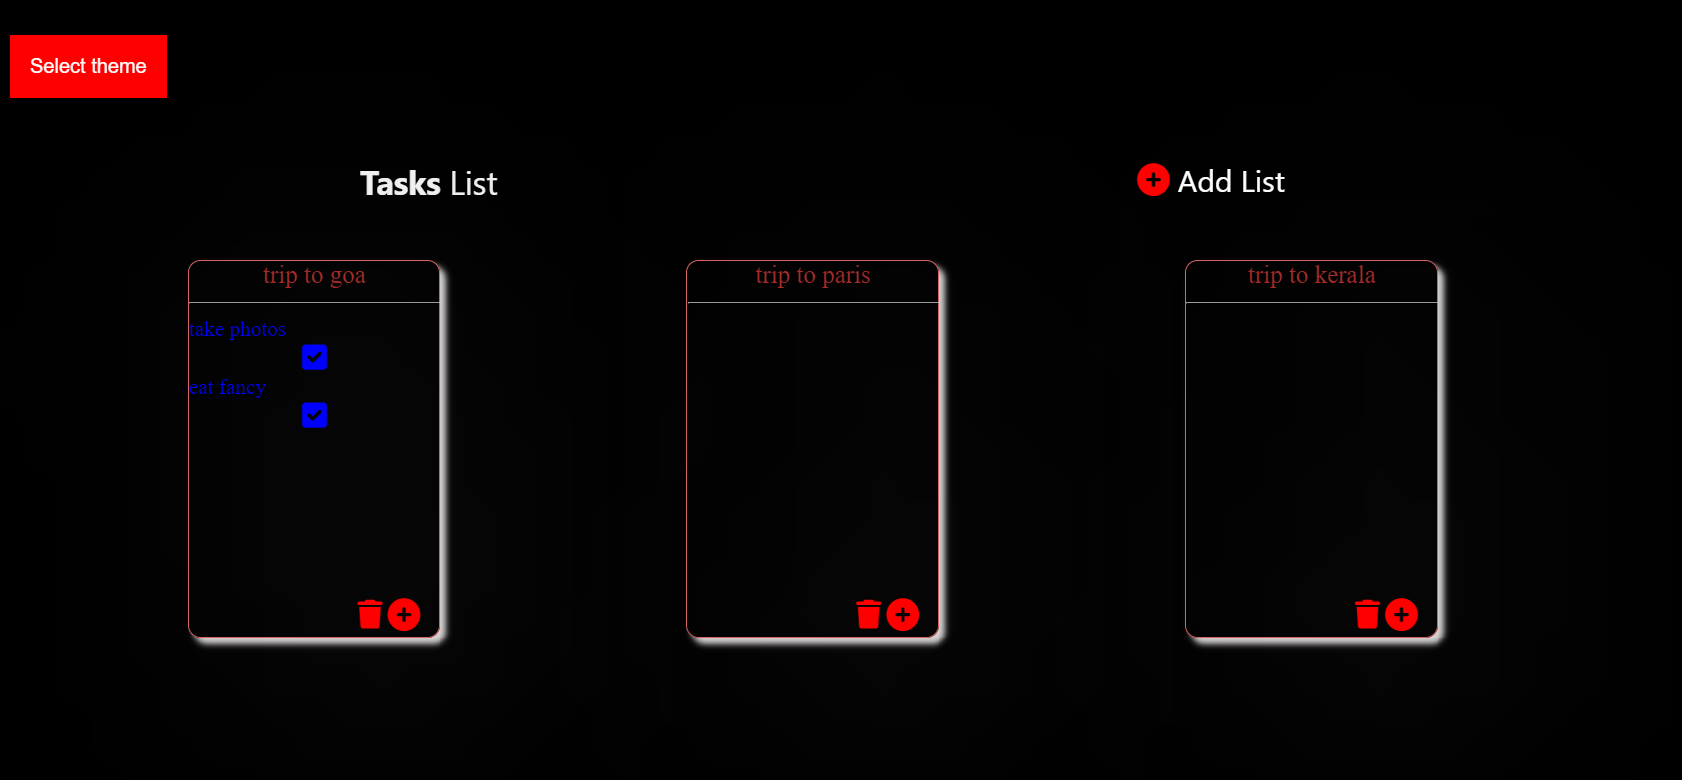 Select theme
Tasks List
Add List
trip to goa
take photos
eat fancy
trip to paris
trip to kerala